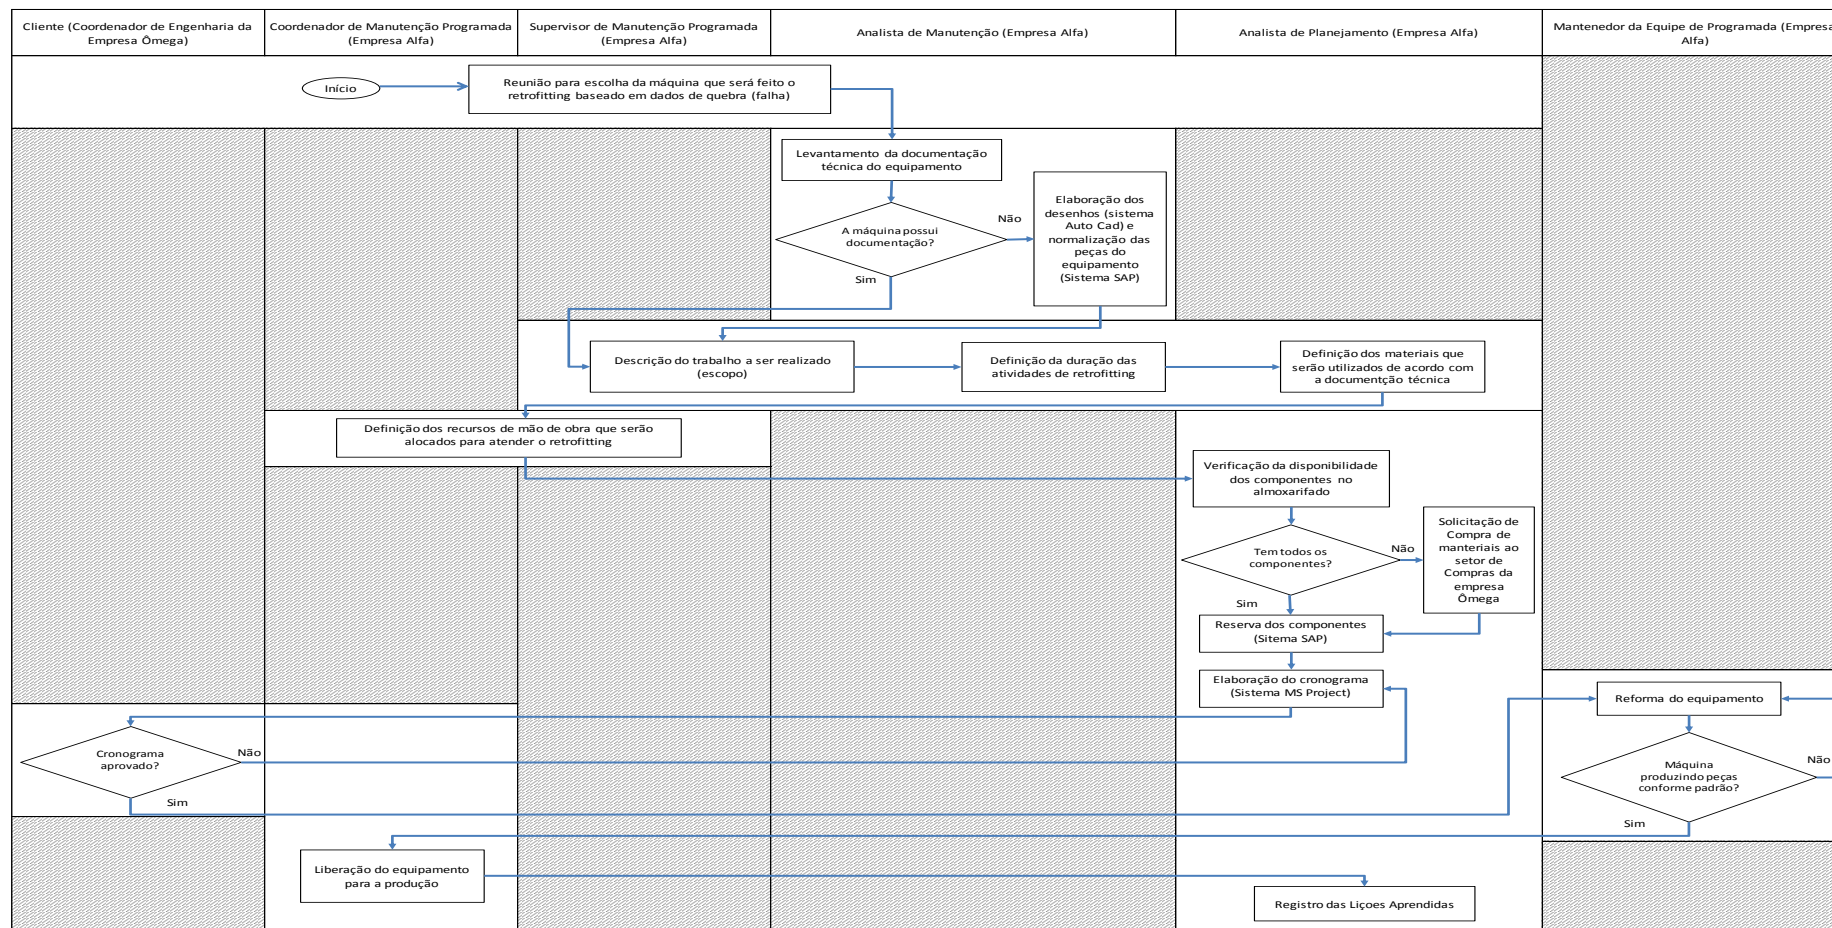 Cliente (Coordenador de Engenharia da
Empresa Ômega)
Coordenador de Manutenção Programada
(Empresa Alfa)
Supervisor de Manutenção Programada
(Empresa Alfa)
Analista de Manutenção (Empresa Alfa)
Analista de Planejamento (Empresa Alfa)
Mantenedor da Equipe de Programada (Empresa
Alfa)
Início
Reunião para escolha da máquina que será feito o
retrofitting baseado em dados de quebra (falha)
Levantamento da documentação
técnica do equipamento
A máquina possui
documentação?
Não
Sim
Elaboração dos
desenhos (sistema
Auto Cad) e
normalização das
peças do
equipamento
(Sistema SAP)
Descrição do trabalho a ser realizado
(escopo)
Definição da duração das
atividades de retrofitting
Definição dos materiais que
serão utilizados de acordo com
a documentção técnica
Definição dos recursos de mão de obra que serão
alocados para atender o retrofitting
Verificação da disponibilidade
dos componentes no
almoxarifado
Tem todos os
componentes?
Não
Sim
Solicitação de
Compra de
manteriais ao
setor de
Compras da
empresa
Ômega
Reserva dos componentes
(Sitema SAP)
Elaboração do cronograma
(Sistema MS Project)
Cronograma
aprovado?
Não
Sim
Reforma do equipamento
Máquina
produzindo peças
conforme padrão?
Não
Sim
Liberação do equipamento
para a produção
Registro das Liçoes Aprendidas